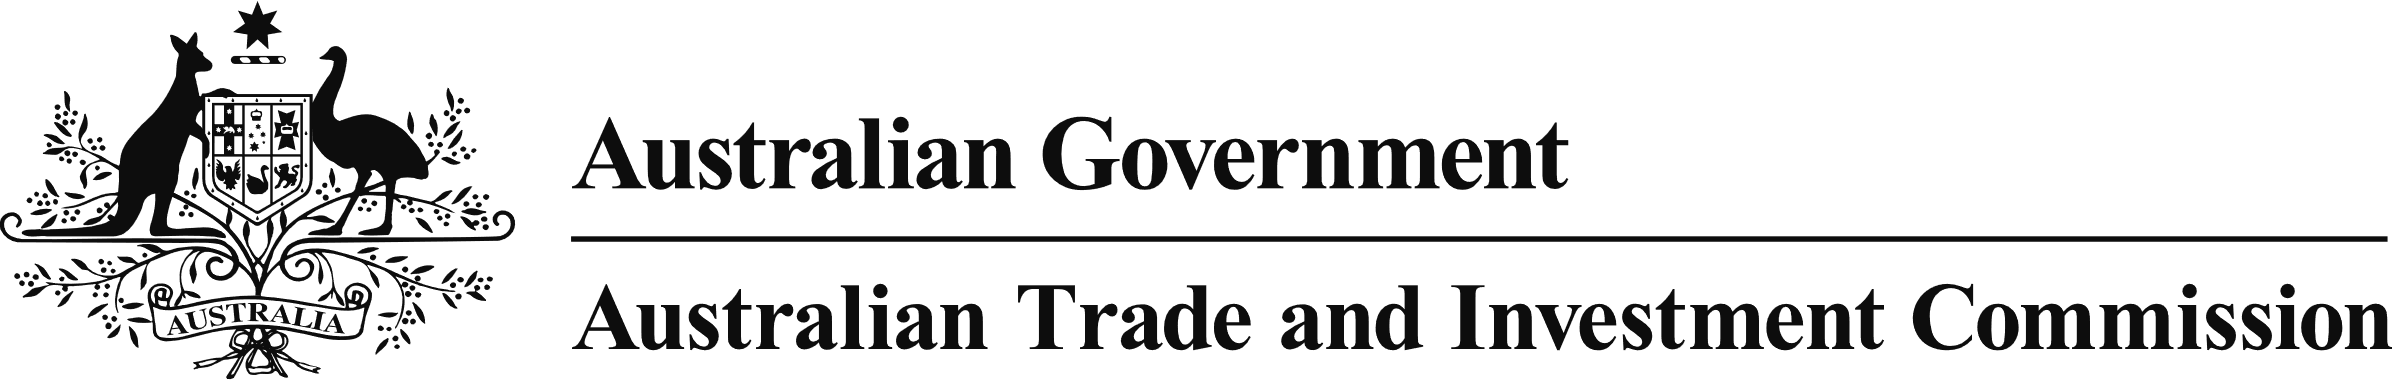 Australian Government
Australian Trade and Investment Commission
AUSTRALIA